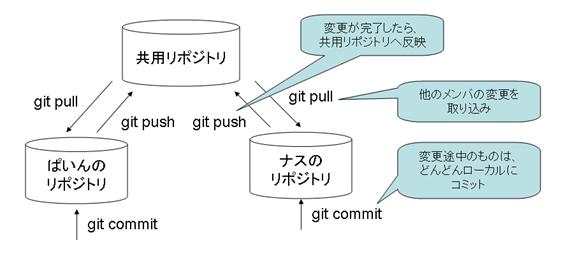 変更が完了したら、
共用リポジトリへ反映
共用リポジトリ
git pull
git push
git push
git pull
他のメンバの変更を
取り込み
ぱいんの
リポジトリ
ナスの
リポジトリ
変更途中のものは、
どんどんローカルに
コミット
git commit
git commit